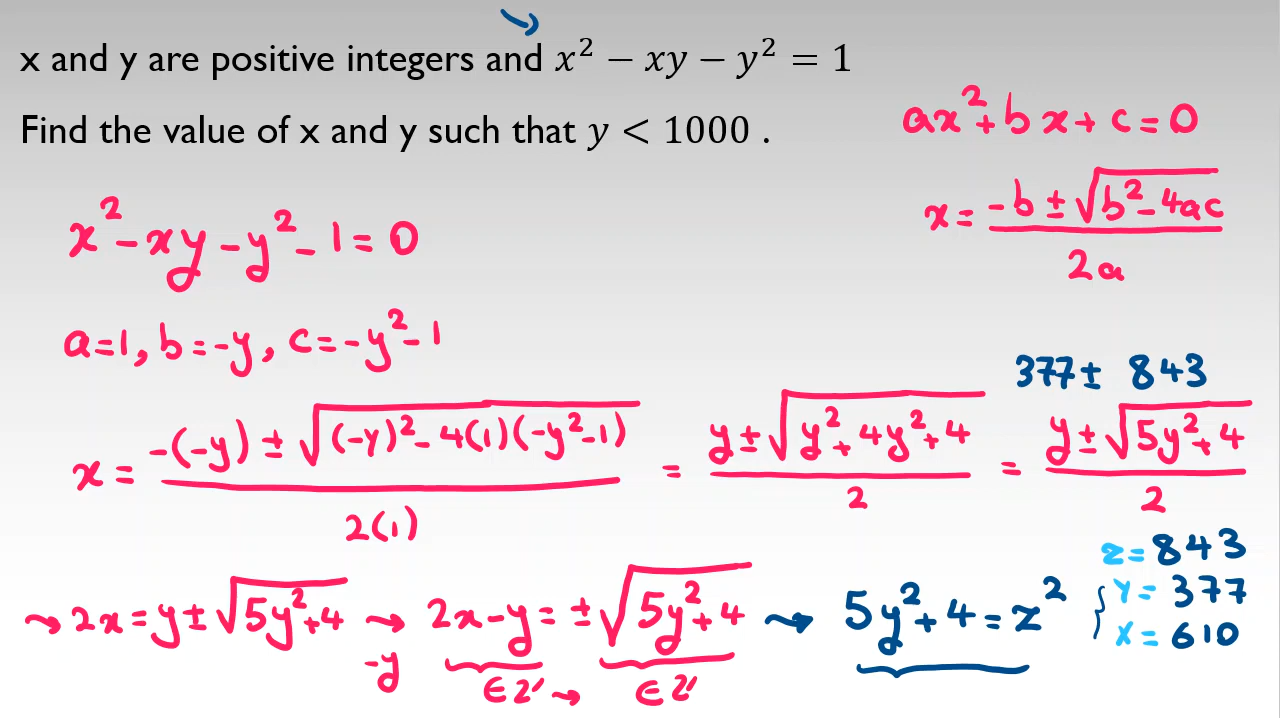 x and y are positive integers and x² − xy − y² = 1
Find the value of x and y such that y < 1000 .
ax² + bx + c = 0
x = (-b ± √(b² - 4ac)) / 2a
x² - xy - y² - 1 = 0
a = 1, b = -y, c = -y² - 1
377 ± 843
x = (-(-y) ± √((-y)² - 4(1)(-y² - 1))) / 2(1) = (y ± √(y² + 4y² + 4)) / 2 = (y ± √(5y² + 4)) / 2
z = 843
y = 377
x = 610
→ 2x = y ± √(5y² + 4) → 2x - y = ± √(5y² + 4) → 5y² + 4 = z²
-y
∈ Z → ∈ Z